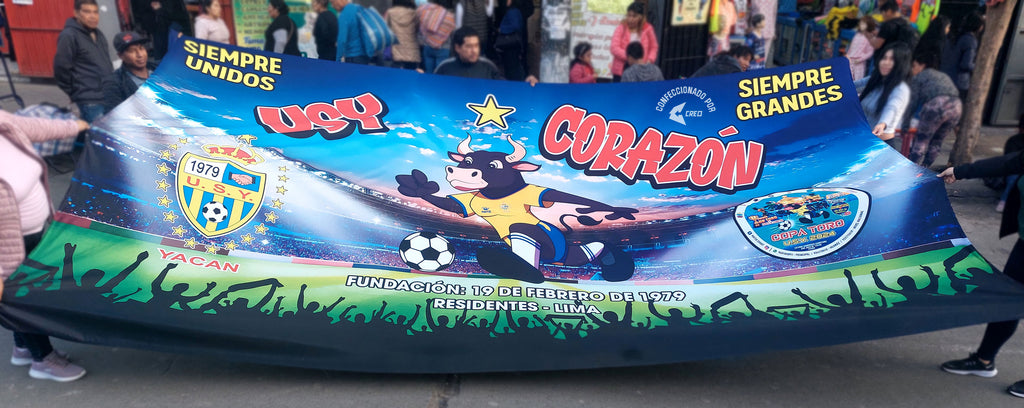 SIEMPRE
UNIDOS
USY
CORAZÓN
CONFECCIONADO POR
CREO
SIEMPRE
GRANDES
1979
U.S.Y.
YACAN
COPA TORO
FUNDACIÓN: 19 DE FEBRERO DE 1979
RESIDENTES - LIMA